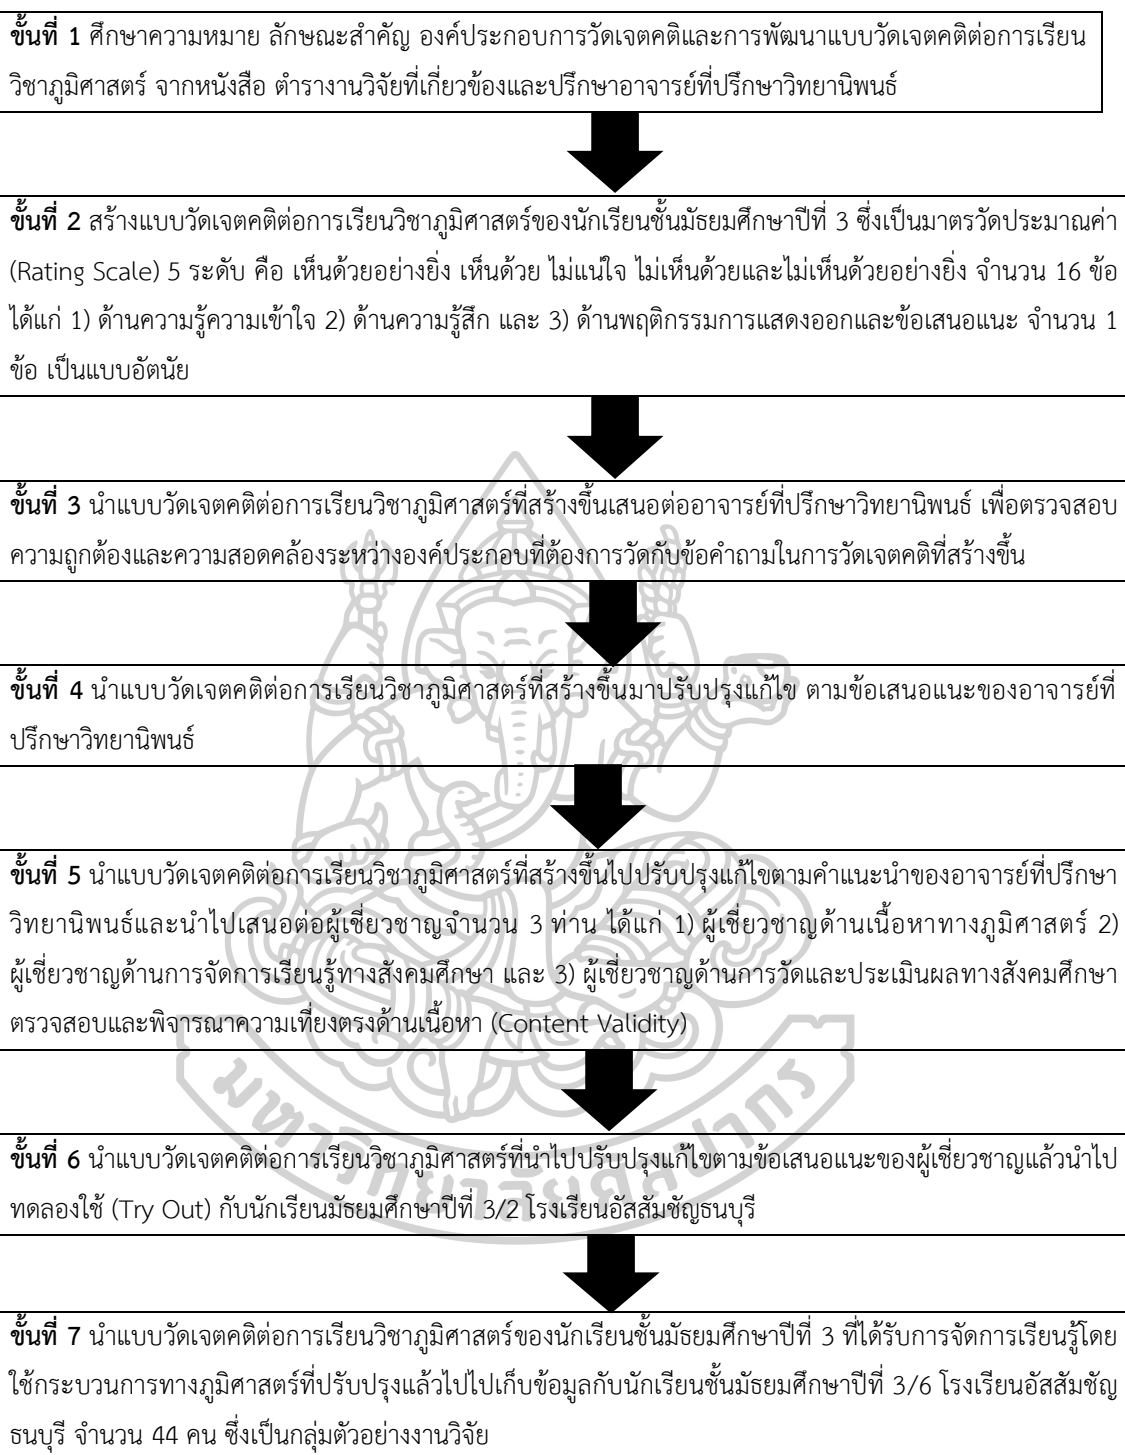 ขั้นที่ 1 ศึกษาความหมาย ลักษณะสำคัญ องค์ประกอบการวัดเจตคติและการพัฒนาแบบวัดเจตคติต่อการเรียน
วิชาภูมิศาสตร์ จากหนังสือ ตำรางานวิจัยที่เกี่ยวข้องและปรึกษาอาจารย์ที่ปรึกษาวิทยานิพนธ์
ขั้นที่ 2 สร้างแบบวัดเจตคติต่อการเรียนวิชาภูมิศาสตร์ของนักเรียนชั้นมัธยมศึกษาปีที่ 3 ซึ่งเป็นมาตรวัดประมาณค่า
(Rating Scale) 5 ระดับ คือ เห็นด้วยอย่างยิ่ง เห็นด้วย ไม่แน่ใจ ไม่เห็นด้วยและไม่เห็นด้วยอย่างยิ่ง จำนวน 16 ข้อ
ได้แก่ 1) ด้านความรู้ความเข้าใจ 2) ด้านความรู้สึก และ 3) ด้านพฤติกรรมการแสดงออกและข้อเสนอแนะ จำนวน 1
ข้อ เป็นแบบอัตนัย
ขั้นที่ 3 นำแบบวัดเจตคติต่อการเรียนวิชาภูมิศาสตร์ที่สร้างขึ้นเสนอต่ออาจารย์ที่ปรึกษาวิทยานิพนธ์ เพื่อตรวจสอบ
ความถูกต้องและความสอดคล้องระหว่างองค์ประกอบที่ต้องการวัดกับข้อคำถามในการวัดเจตคติที่สร้างขึ้น
ขั้นที่ 4 นำแบบวัดเจตคติต่อการเรียนวิชาภูมิศาสตร์ที่สร้างขึ้นมาปรับปรุงแก้ไข ตามข้อเสนอแนะของอาจารย์ที่
ปรึกษาวิทยานิพนธ์
ขั้นที่ 5 นำแบบวัดเจตคติต่อการเรียนวิชาภูมิศาสตร์ที่สร้างขึ้นไปปรับปรุงแก้ไขตามคำแนะนำของอาจารย์ที่ปรึกษา
วิทยานิพนธ์และนำไปเสนอต่อผู้เชี่ยวชาญจำนวน 3 ท่าน ได้แก่ 1) ผู้เชี่ยวชาญด้านเนื้อหาทางภูมิศาสตร์ 2)
ผู้เชี่ยวชาญด้านการจัดการเรียนรู้ทางสังคมศึกษา และ 3) ผู้เชี่ยวชาญด้านการวัดและประเมินผลทางสังคมศึกษา
ตรวจสอบและพิจารณาความเที่ยงตรงด้านเนื้อหา (Content Validity)
ขั้นที่ 6 นำแบบวัดเจตคติต่อการเรียนวิชาภูมิศาสตร์ที่นำไปปรับปรุงแก้ไขตามข้อเสนอแนะของผู้เชี่ยวชาญแล้วนำไป
ทดลองใช้ (Try Out) กับนักเรียนมัธยมศึกษาปีที่ 3/2 โรงเรียนอัสสัมชัญธนบุรี
มหาวิทยาลัยศิลปากร
ขั้นที่ 7 นำแบบวัดเจตคติต่อการเรียนวิชาภูมิศาสตร์ของนักเรียนชั้นมัธยมศึกษาปีที่ 3 ที่ได้รับการจัดการเรียนรู้โดย
ใช้กระบวนการทางภูมิศาสตร์ที่ปรับปรุงแล้วไปไปเก็บข้อมูลกับนักเรียนชั้นมัธยมศึกษาปีที่ 3/6 โรงเรียนอัสสัมชัญ
ธนบุรี จำนวน 44 คน ซึ่งเป็นกลุ่มตัวอย่างงานวิจัย